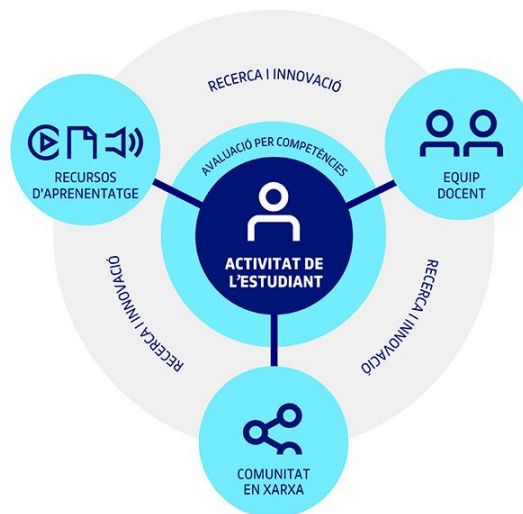 RECERCA I INNOVACIÓ
RECURSOS
D'APRENENTATGE
AVALUACIÓ PER COMPETÈNCIES
EQUIP
DOCENT
ACTIVITAT DE
L'ESTUDIANT
RECERCA I INNOVACIÓ
RECERCA I INNOVACIÓ
COMUNITAT
EN XARXA